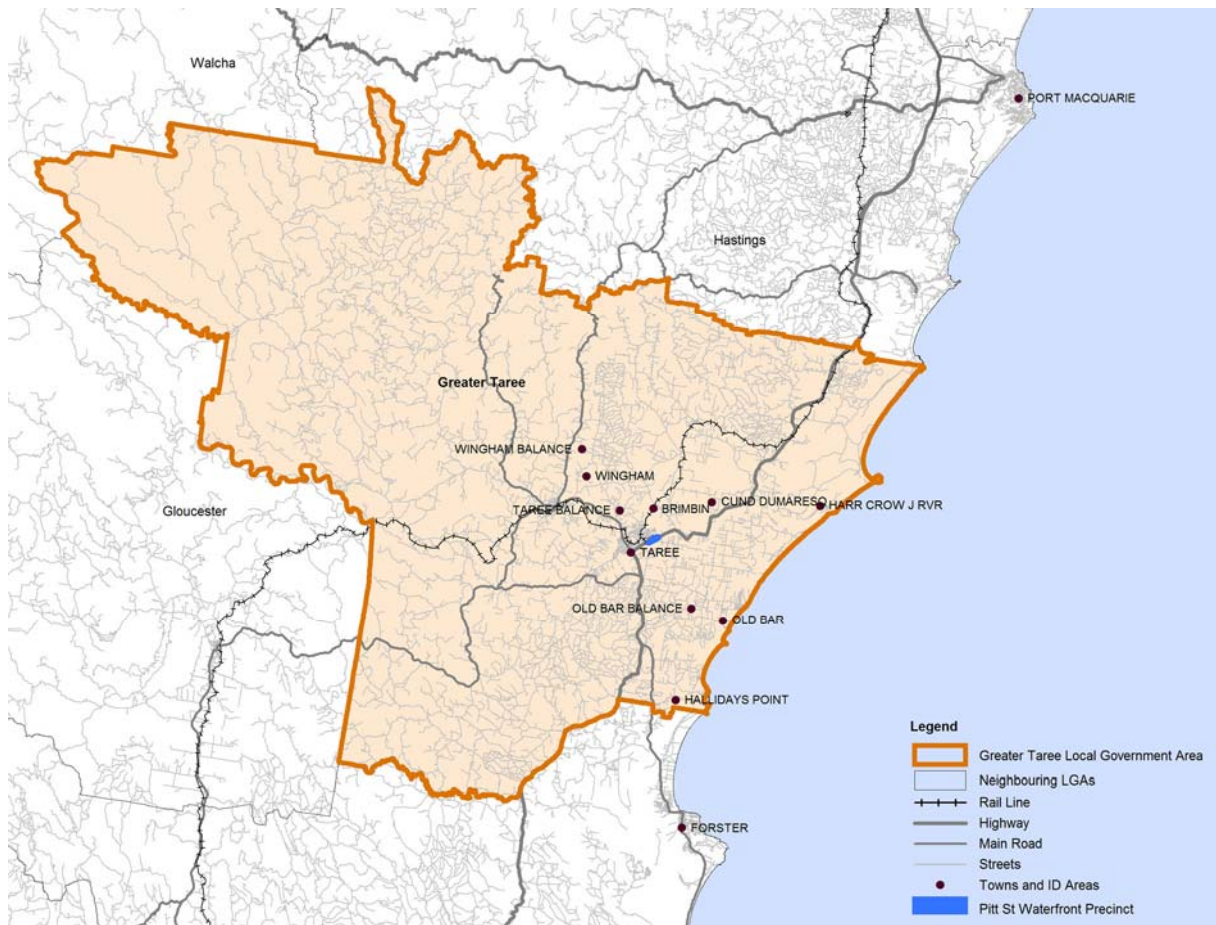 Walcha
PORT MACQUARIE
Hastings
Greater Taree
WINGHAM BALANCE
WINGHAM
CUND DUMARESQ
HARR CROW J RVR
TAREE BALANCE
BRIMBIN
Gloucester
TAREE
OLD BAR BALANCE
OLD BAR
HALLIDAYS POINT
FORSTER
Legend
Greater Taree Local Government Area
Neighbouring LGAs
Rail Line
Highway
Main Road
Streets
Towns and ID Areas
Pitt St Waterfront Precinct